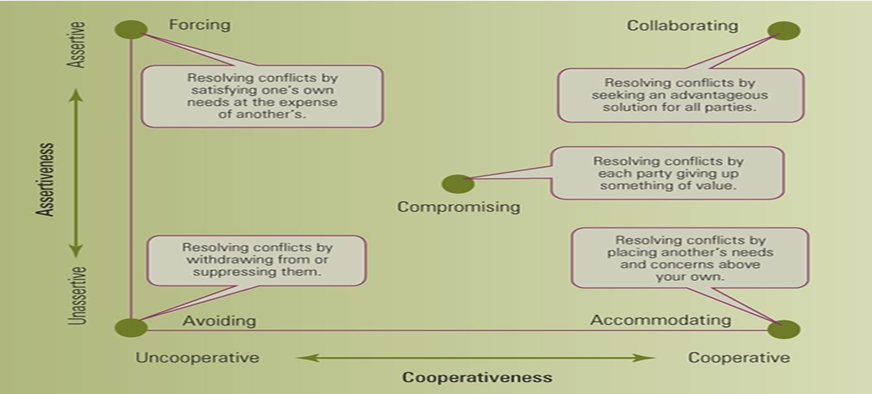 Forcing
Collaborating
Assertive
Resolving conflicts by
satisfying one's own
needs at the expense
of another's.
Resolving conflicts by
seeking an advantageous
solution for all parties.
Assertiveness
Resolving conflicts by
each party giving up
something of value.
Compromising
Resolving conflicts by
withdrawing from or
suppressing them.
Resolving conflicts by
placing another's needs
and concerns above
your own.
Unassertive
Avoiding
Accommodating
Uncooperative
Cooperative
Cooperativeness